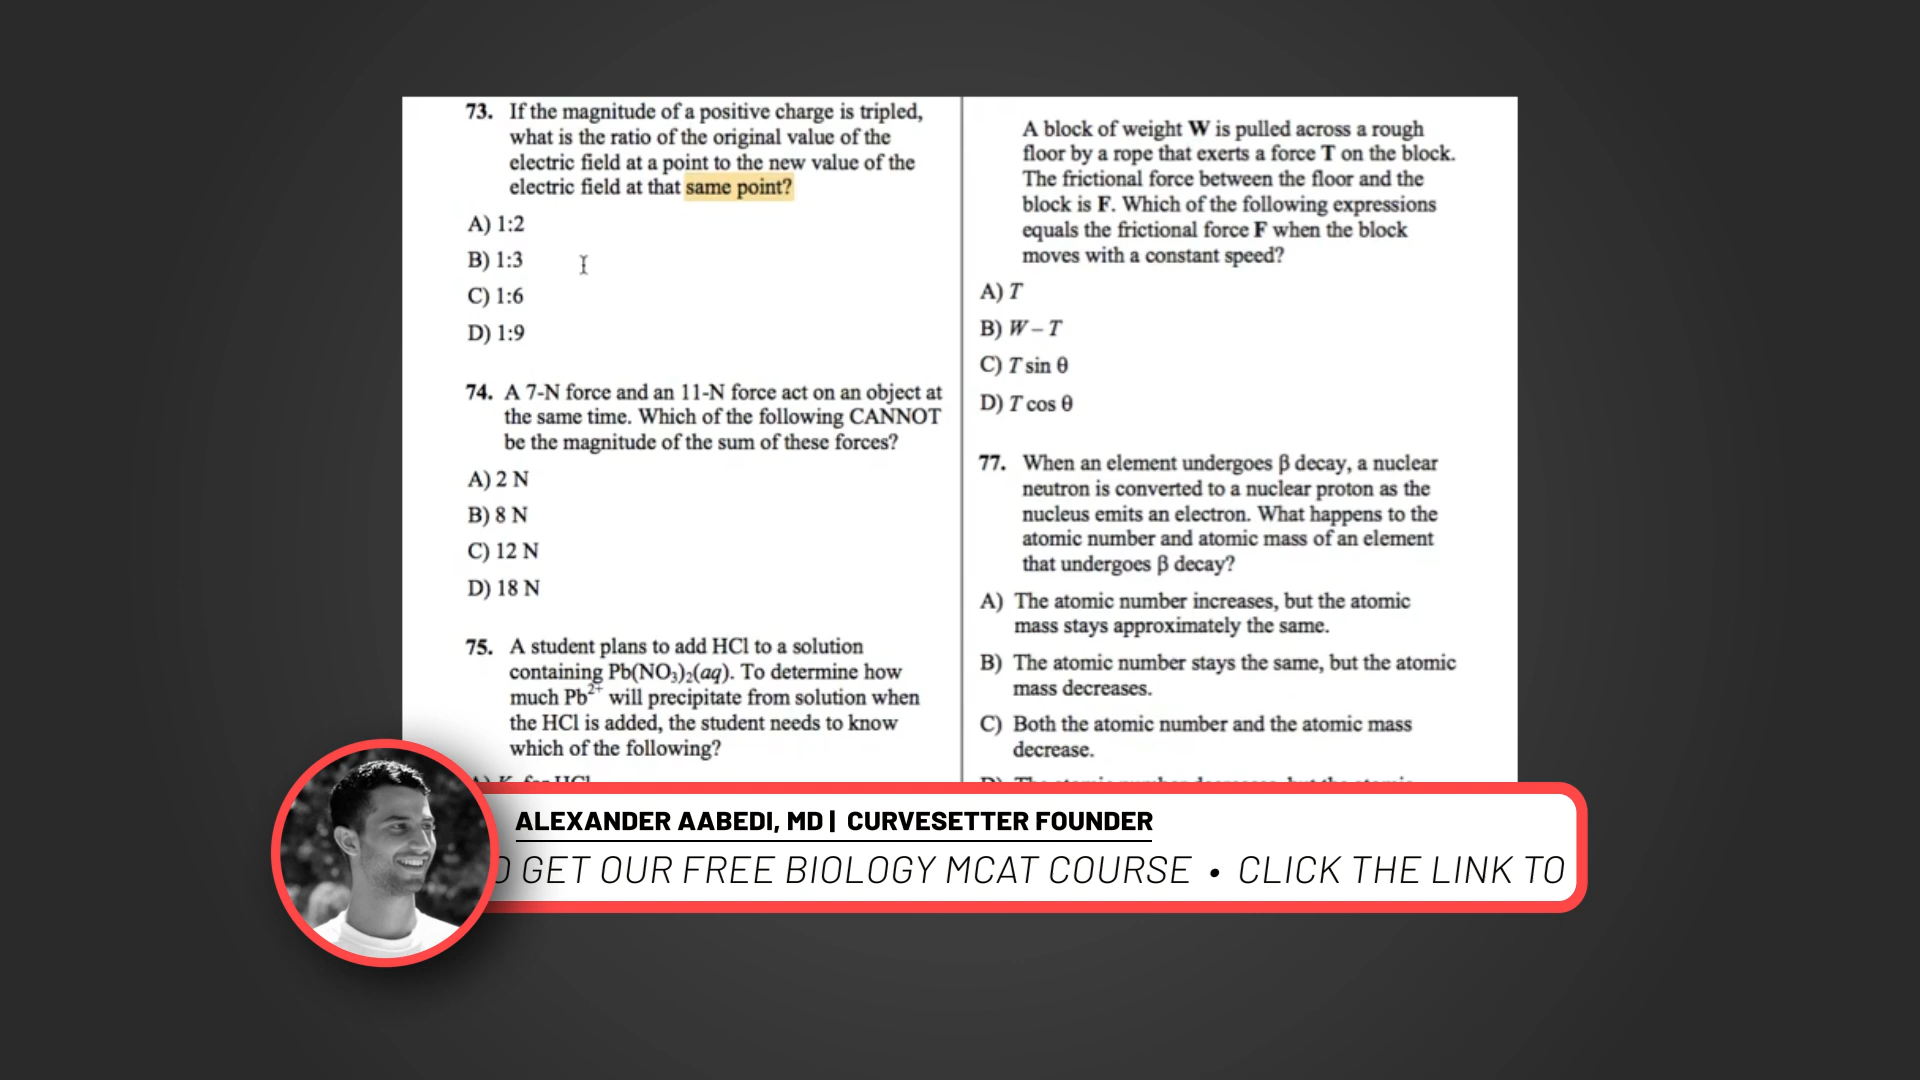 73. If the magnitude of a positive charge is tripled,
what is the ratio of the original value of the
electric field at a point to the new value of the
electric field at that same point?
A) 1:2
B) 1:3
C) 1:6
D) 1:9
74. A 7-N force and an 11-N force act on an object at
the same time. Which of the following CANNOT
be the magnitude of the sum of these forces?
A) 2 N
B) 8 N
C) 12 N
D) 18 N
75. A student plans to add HCl to a solution
containing Pb(NO₃)₂(aq). To determine how
much Pb²⁺ will precipitate from solution when
the HCl is added, the student needs to know
which of the following?
A block of weight W is pulled across a rough
floor by a rope that exerts a force T on the block.
The frictional force between the floor and the
block is F. Which of the following expressions
equals the frictional force F when the block
moves with a constant speed?
A) T
B) W – T
C) T sin θ
D) T cos θ
77. When an element undergoes β decay, a nuclear
neutron is converted to a nuclear proton as the
nucleus emits an electron. What happens to the
atomic number and atomic mass of an element
that undergoes β decay?
A) The atomic number increases, but the atomic
mass stays approximately the same.
B) The atomic number stays the same, but the atomic
mass decreases.
C) Both the atomic number and the atomic mass
decrease.
D) The atomic number decreases, but the atomic
ALEXANDER AABEDI, MD | CURVESETTER FOUNDER
GET OUR FREE BIOLOGY MCAT COURSE • CLICK THE LINK TO